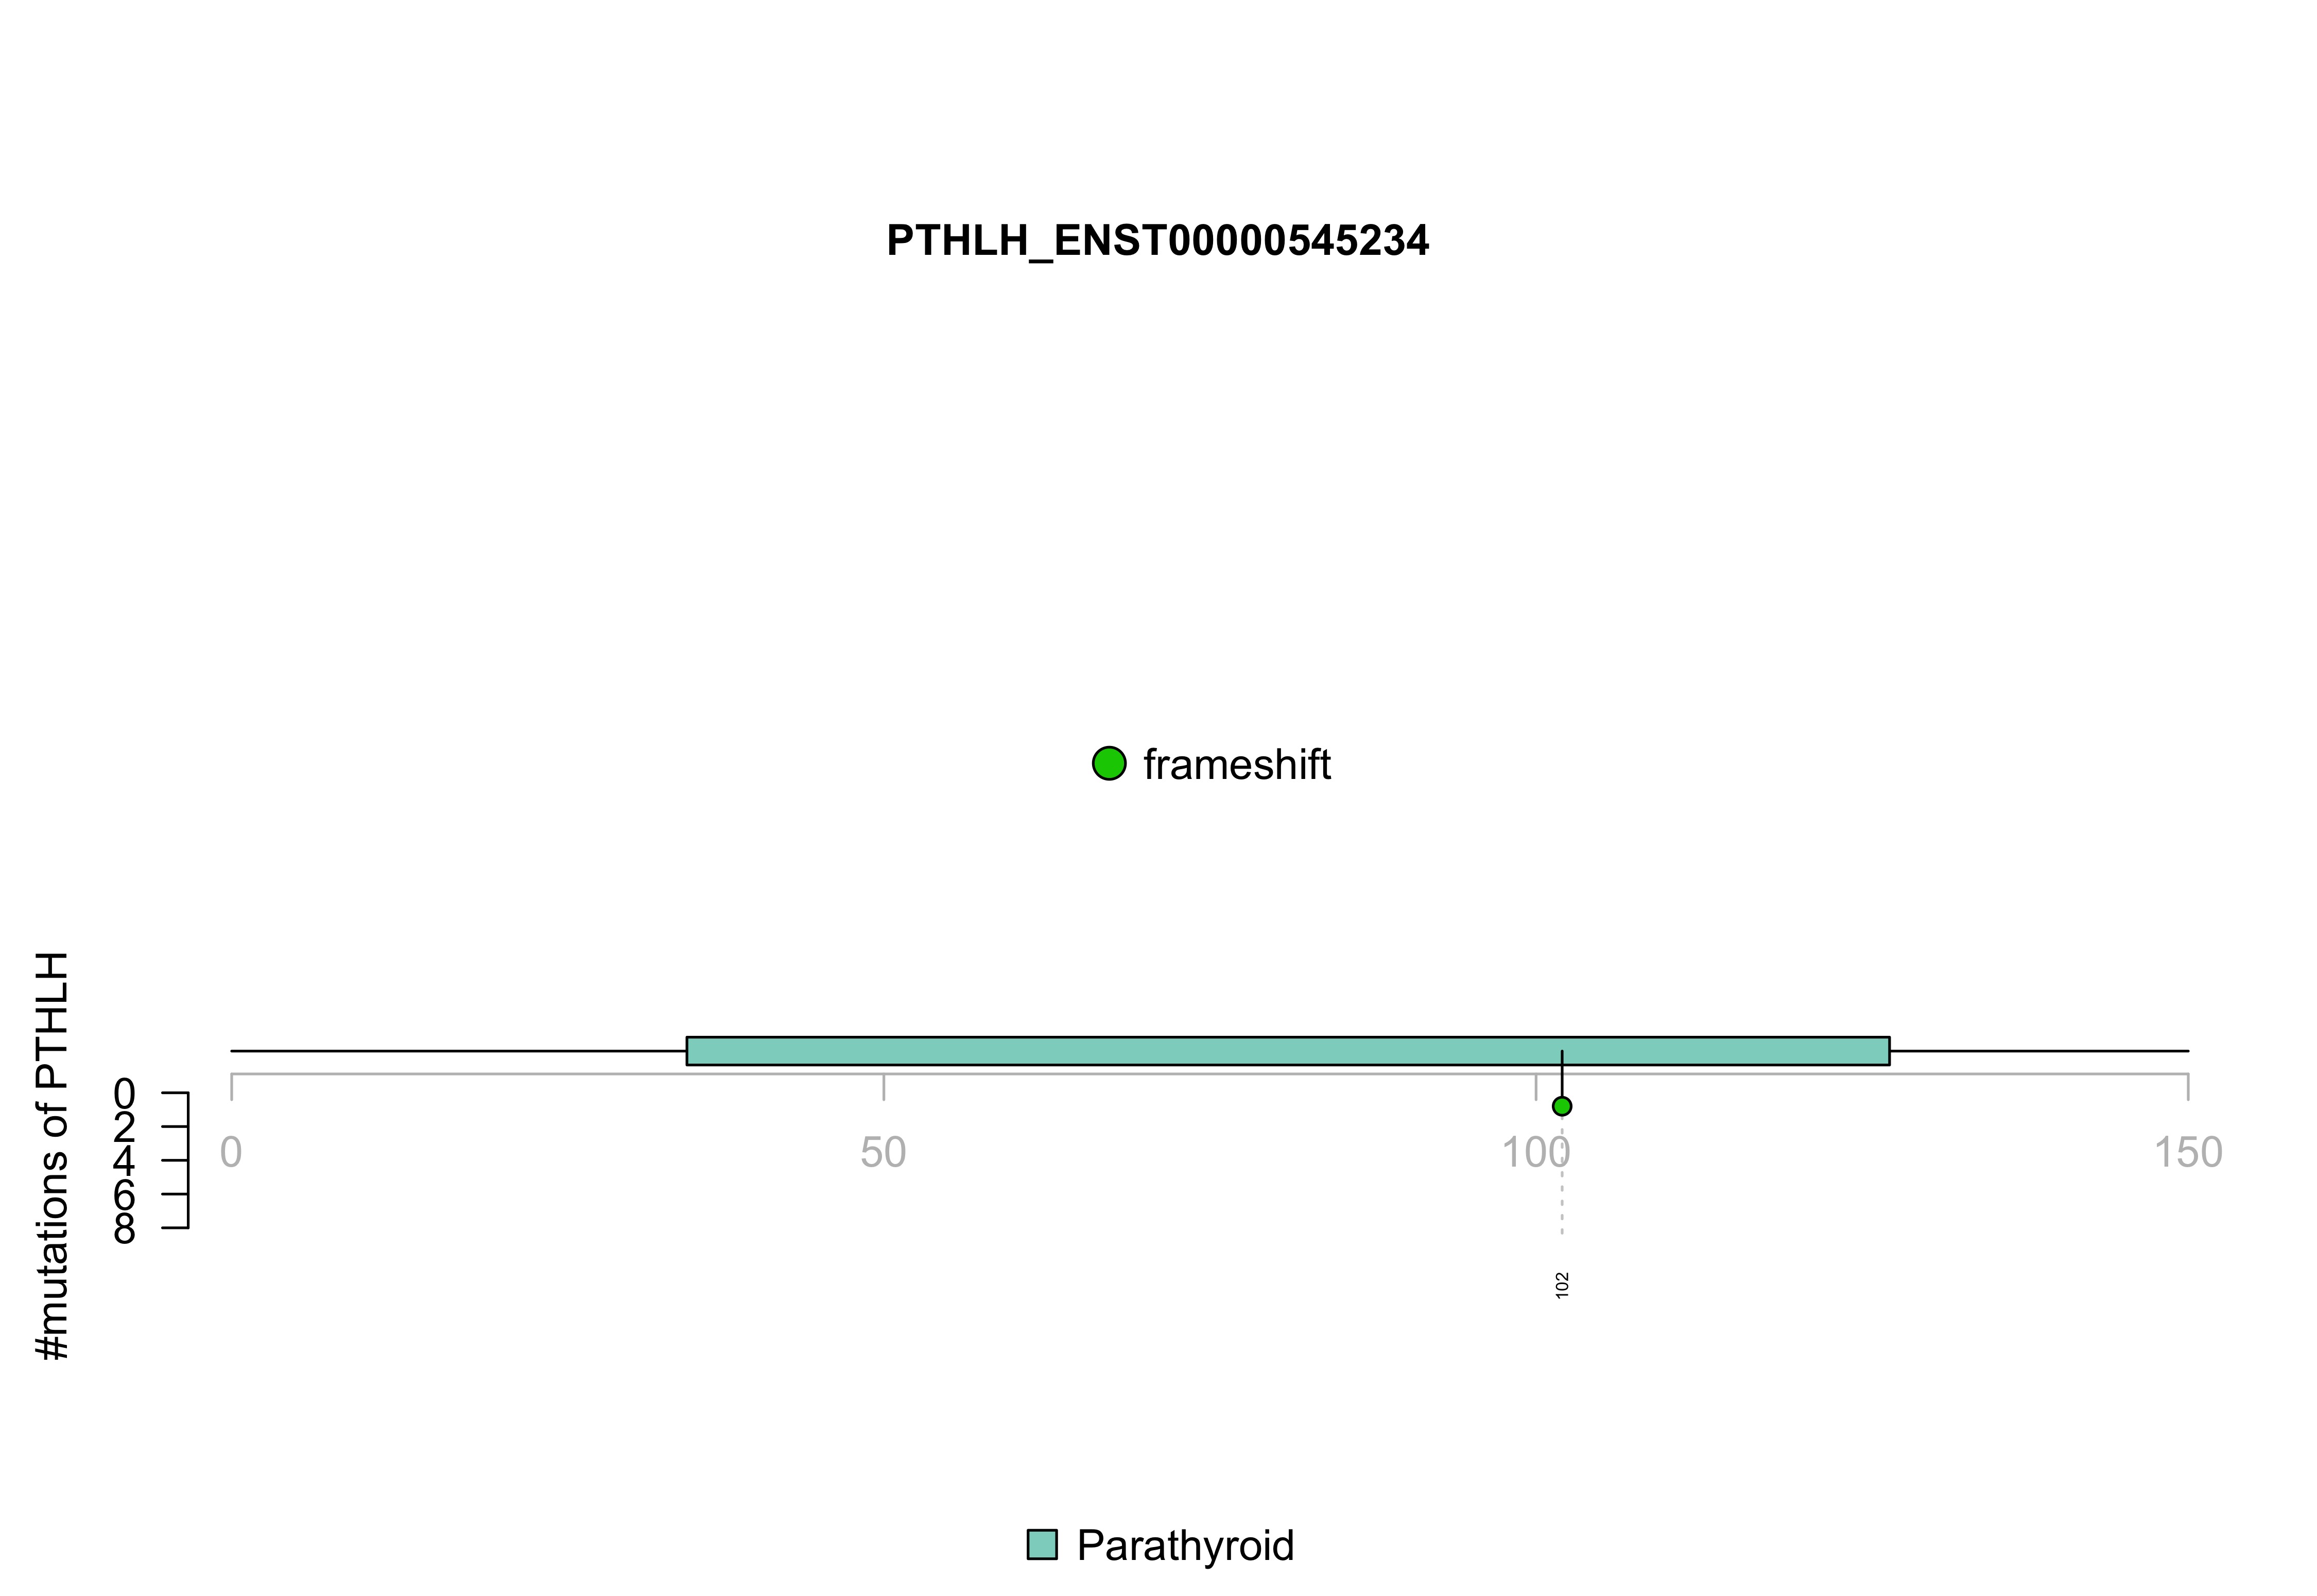 PTHLH_ENST00000545234
frameshift
#mutations of PTHLH
0
2
4
6
8
0 50 100 150
102
Parathyroid